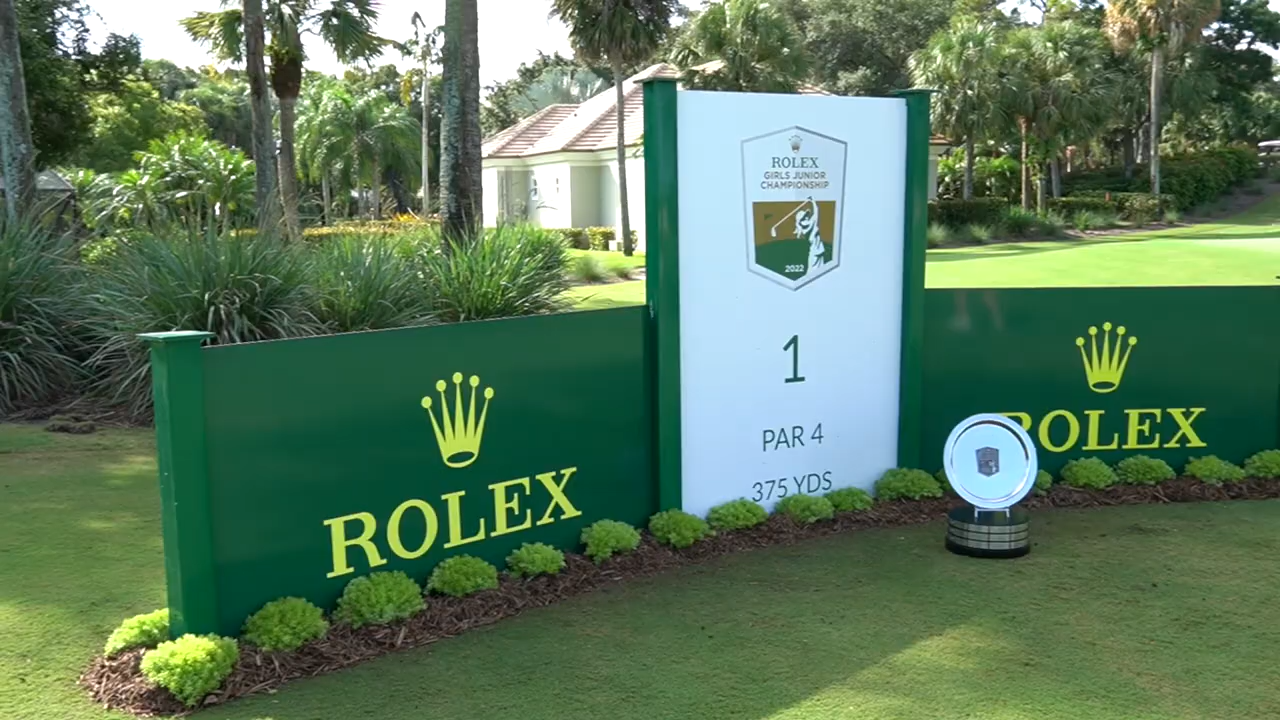 ROLEX
GIRLS JUNIOR
CHAMPIONSHIP
2022
1
PAR 4
375 YDS
ROLEX
ROLEX